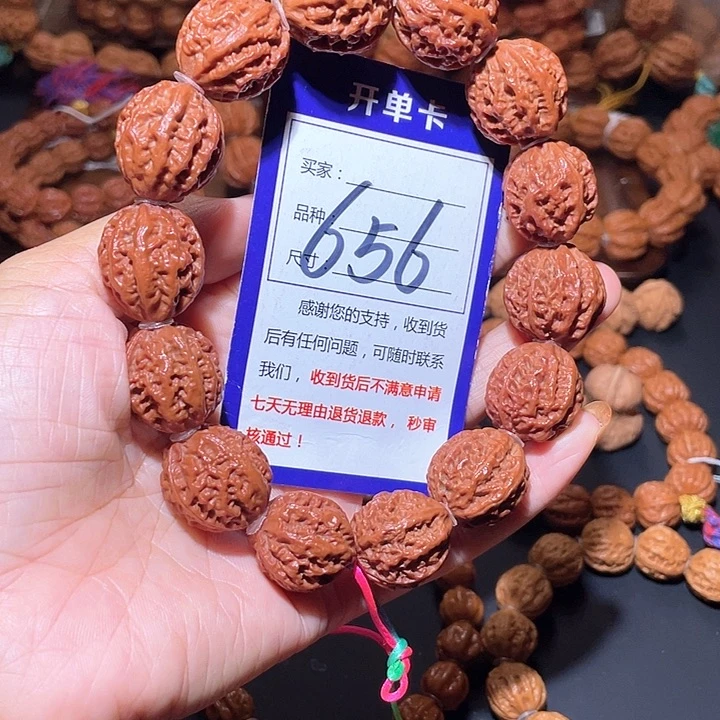 开单卡
买家：
品种：
656
尺寸
感谢您的支持，收到货
后有任何问题，可随时联系
我们，收到货后不满意申请
七天无理由退货退款，秒审
核通过！